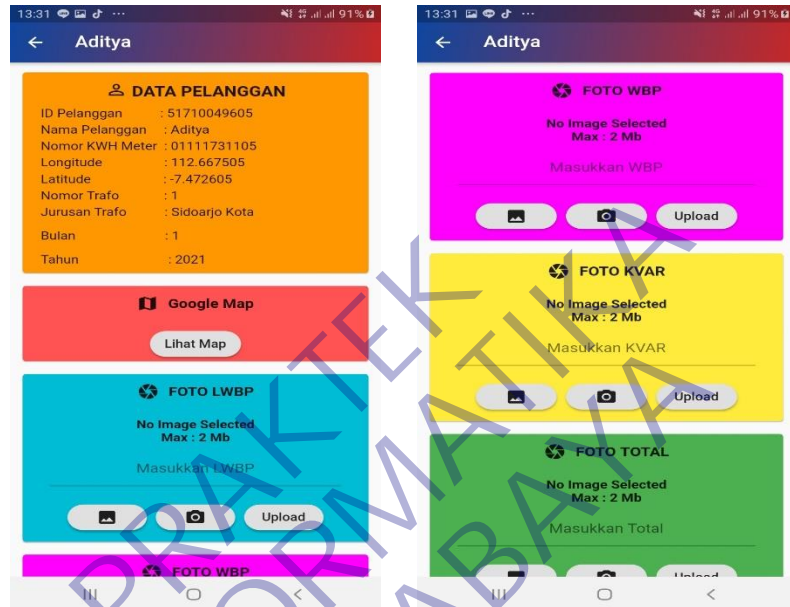 13:31 91%
Aditya
DATA PELANGGAN
ID Pelanggan : 51710049605
Nama Pelanggan : Aditya
Nomor KWH Meter : 01111731105
Longitude : 112.667505
Latitude : -7.472605
Nomor Trafo : 1
Jurusan Trafo : Sidoarjo Kota
Bulan : 1
Tahun : 2021
Google Map
Lihat Map
FOTO LWBP
No Image Selected
Max : 2 Mb
Masukkan LWBP
Upload
FOTO WBP
13:31 91%
Aditya
FOTO WBP
No Image Selected
Max : 2 Mb
Masukkan WBP
Upload
FOTO KVAR
No Image Selected
Max : 2 Mb
Masukkan KVAR
Upload
FOTO TOTAL
No Image Selected
Max : 2 Mb
Masukkan Total
Upload
PRAKTEK